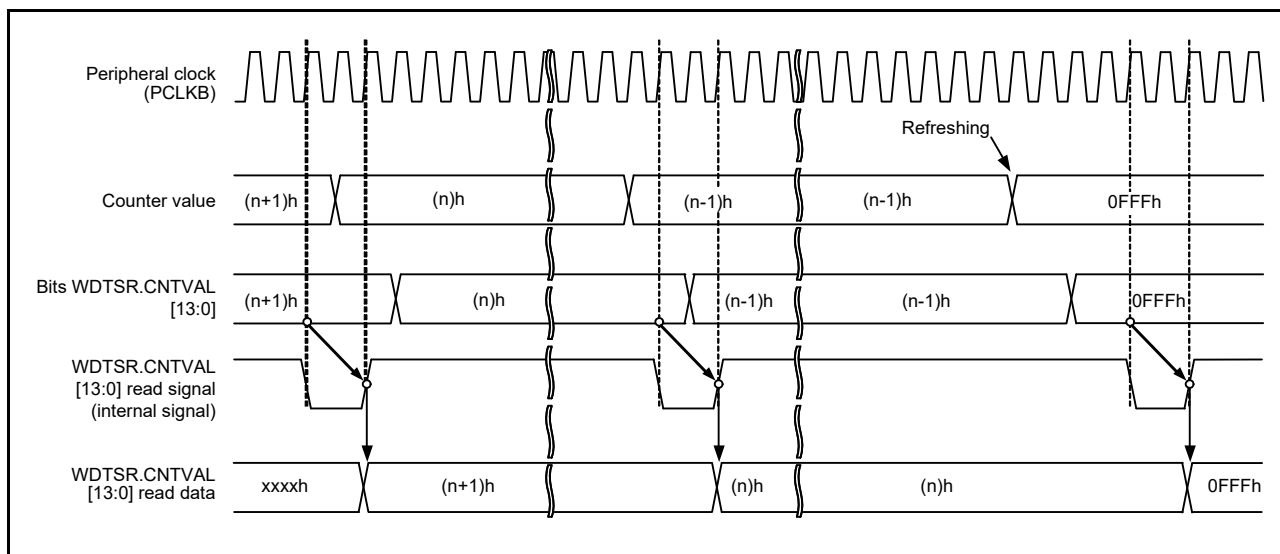 Peripheral clock
(PCLKB)
Refreshing
Counter value
(n+1)h
(n)h
(n-1)h
(n-1)h
0FFFh
Bits WDTSR.CNTVAL
[13:0]
(n+1)h
(n)h
(n-1)h
(n-1)h
0FFFh
WDTSR.CNTVAL
[13:0] read signal
(internal signal)
WDTSR.CNTVAL
[13:0] read data
xxxxh
(n+1)h
(n)h
(n)h
0FFFh